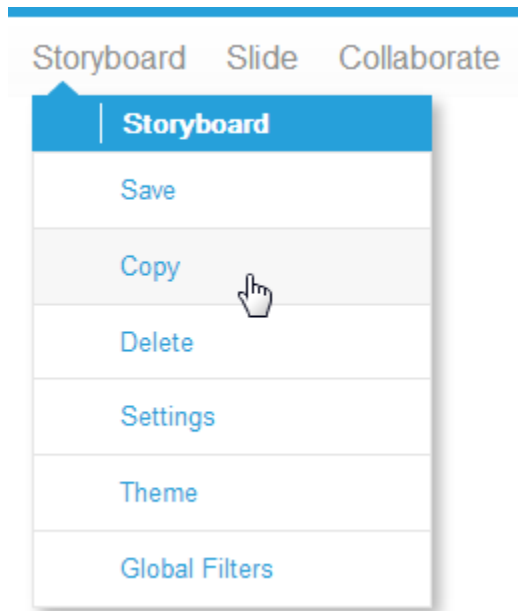 Storyboard Slide Collaborate
Storyboard
Save
Copy
Delete
Settings
Theme
Global Filters